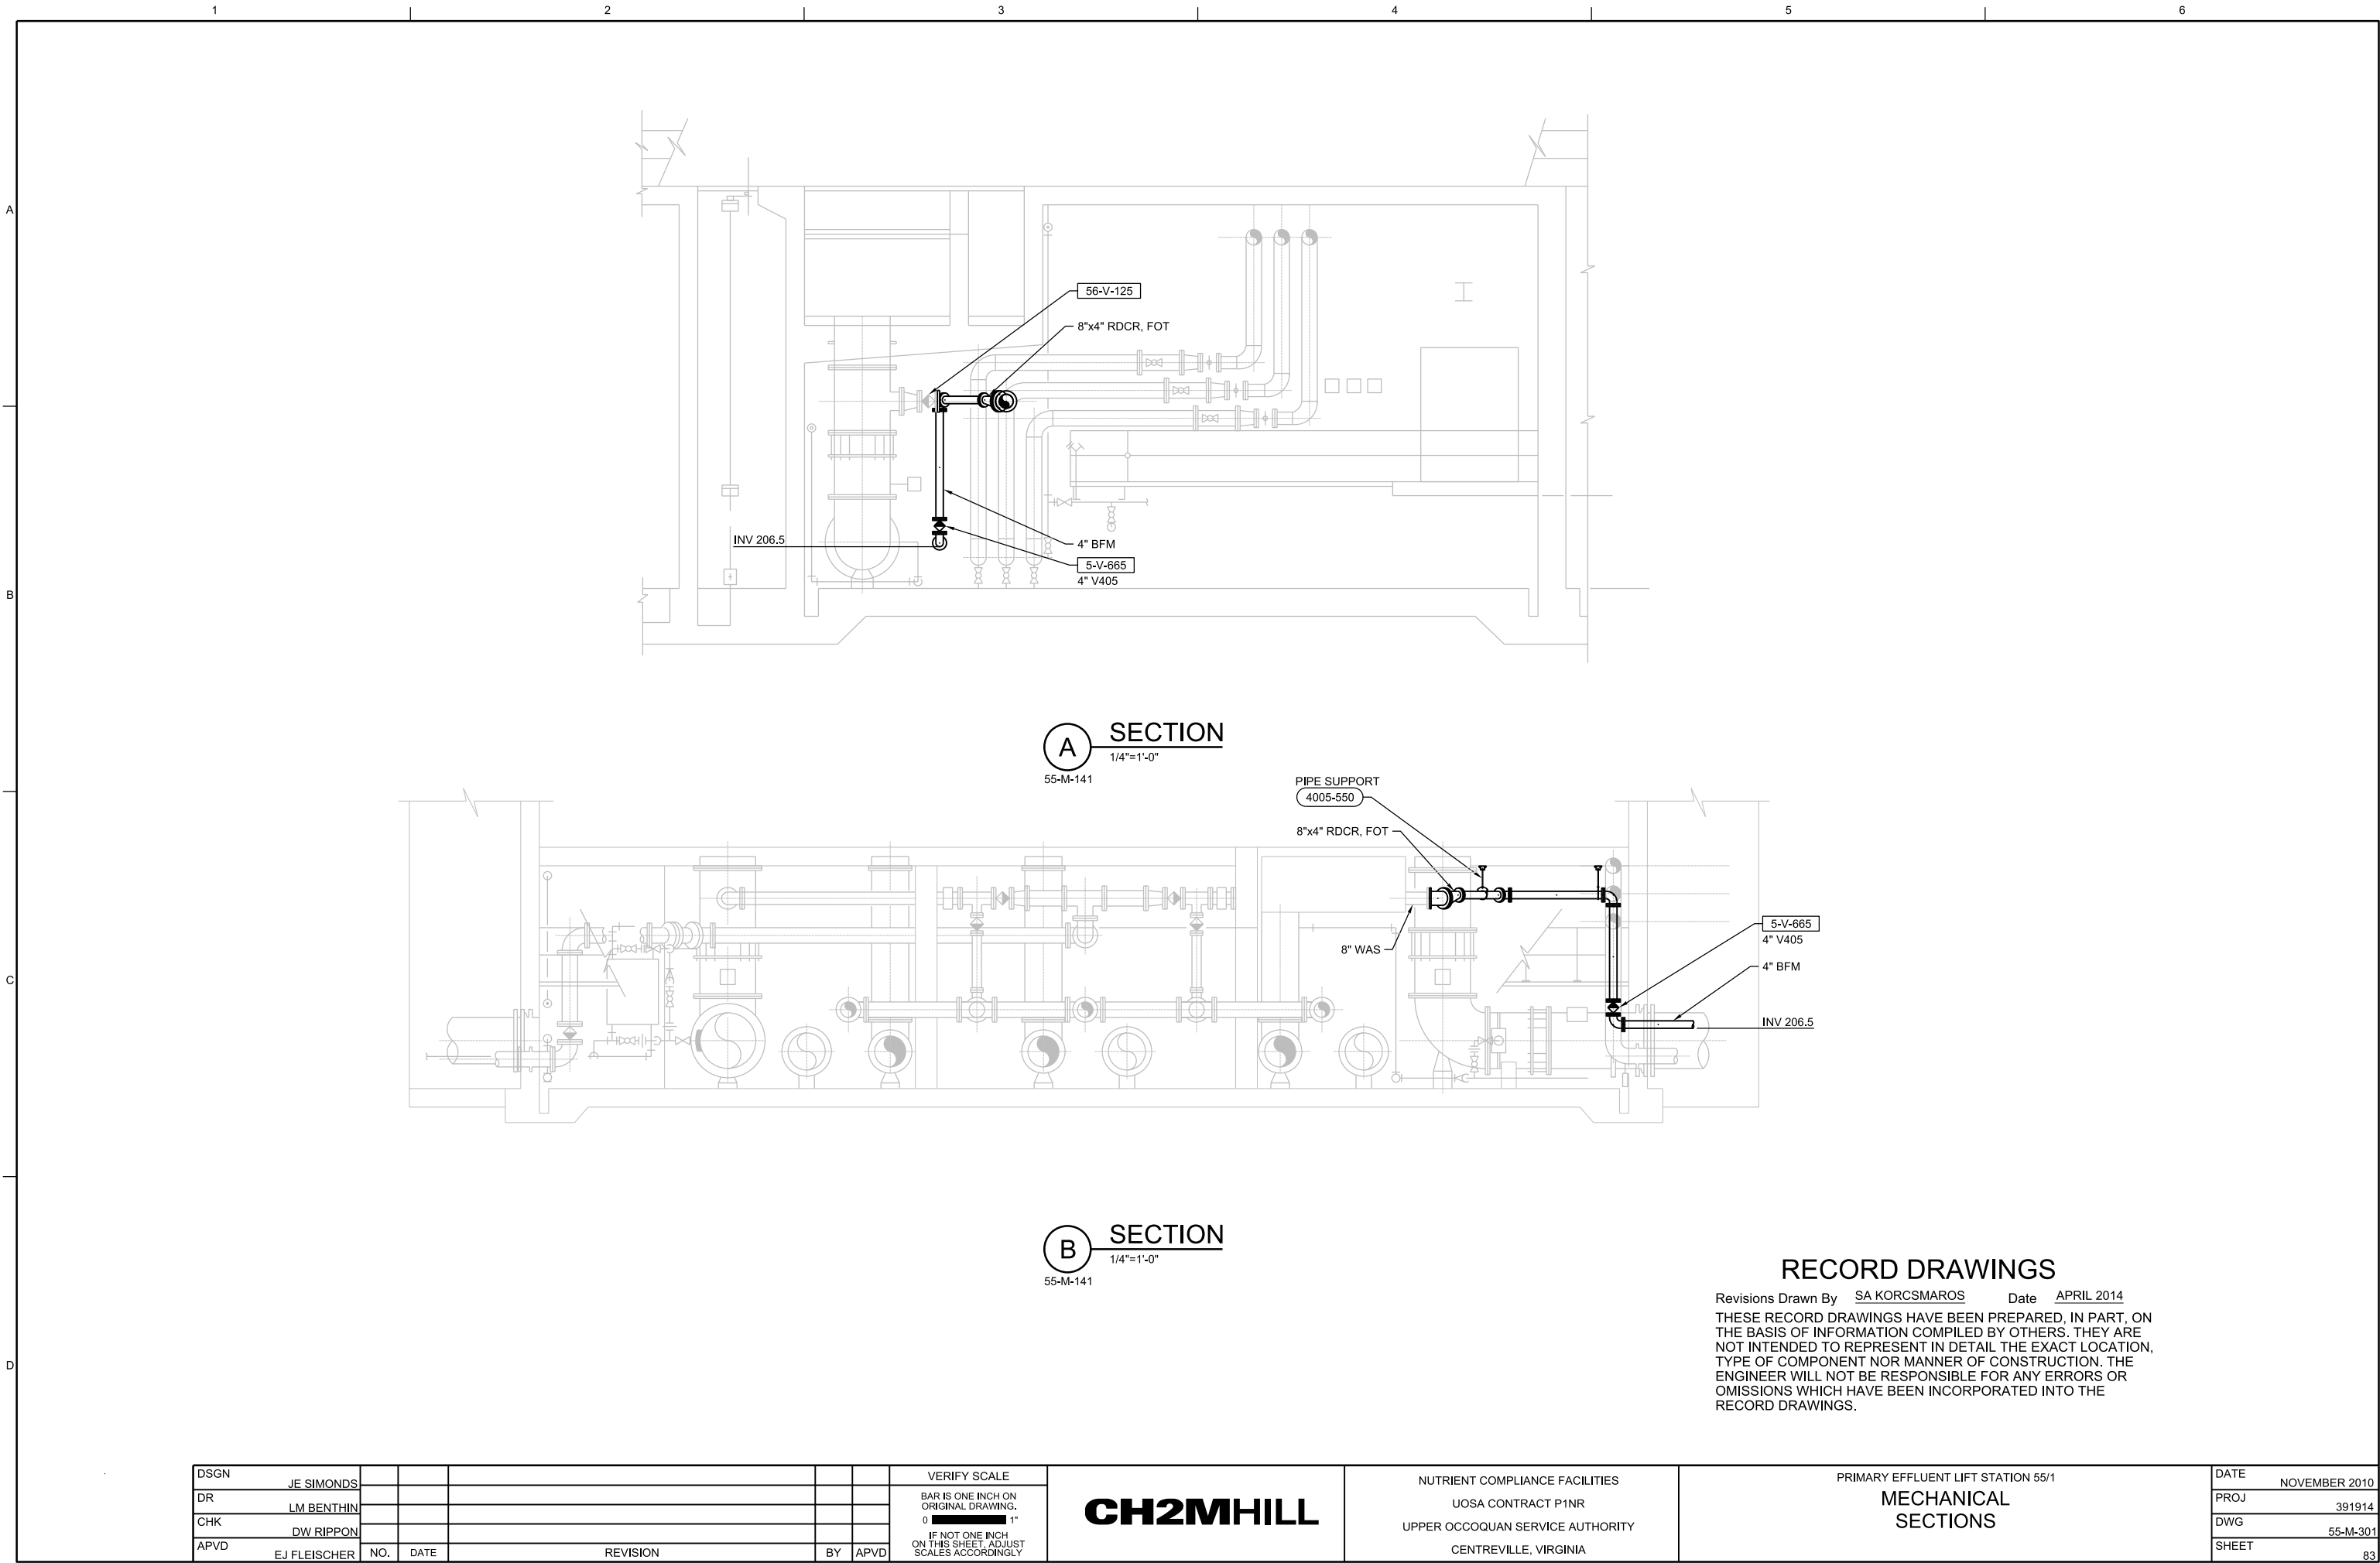 1 2 3 4 5 6
A
B
C
D
56-V-125
8"x4" RDCR, FOT
INV 206.5
4" BFM
5-V-665
4" V405
A
SECTION
1/4"=1'-0"
55-M-141
PIPE SUPPORT
4005-550
8"x4" RDCR, FOT
8" WAS
5-V-665
4" V405
4" BFM
INV 206.5
B
SECTION
1/4"=1'-0"
55-M-141
RECORD DRAWINGS
Revisions Drawn By SA KORCSMAROS Date APRIL 2014
THESE RECORD DRAWINGS HAVE BEEN PREPARED, IN PART, ON
THE BASIS OF INFORMATION COMPILED BY OTHERS. THEY ARE
NOT INTENDED TO REPRESENT IN DETAIL THE EXACT LOCATION,
TYPE OF COMPONENT NOR MANNER OF CONSTRUCTION. THE
ENGINEER WILL NOT BE RESPONSIBLE FOR ANY ERRORS OR
OMISSIONS WHICH HAVE BEEN INCORPORATED INTO THE
RECORD DRAWINGS.
DSGN JE SIMONDS
DR LM BENTHIN
CHK DW RIPPON
APVD EJ FLEISCHER
NO. DATE REVISION BY APVD
VERIFY SCALE
BAR IS ONE INCH ON
ORIGINAL DRAWING.
0 1"
IF NOT ONE INCH
ON THIS SHEET, ADJUST
SCALES ACCORDINGLY
CH2MHILL
NUTRIENT COMPLIANCE FACILITIES
UOSA CONTRACT P1NR
UPPER OCCOQUAN SERVICE AUTHORITY
CENTREVILLE, VIRGINIA
PRIMARY EFFLUENT LIFT STATION 55/1
MECHANICAL
SECTIONS
DATE NOVEMBER 2010
PROJ 391914
DWG 55-M-301
SHEET 83